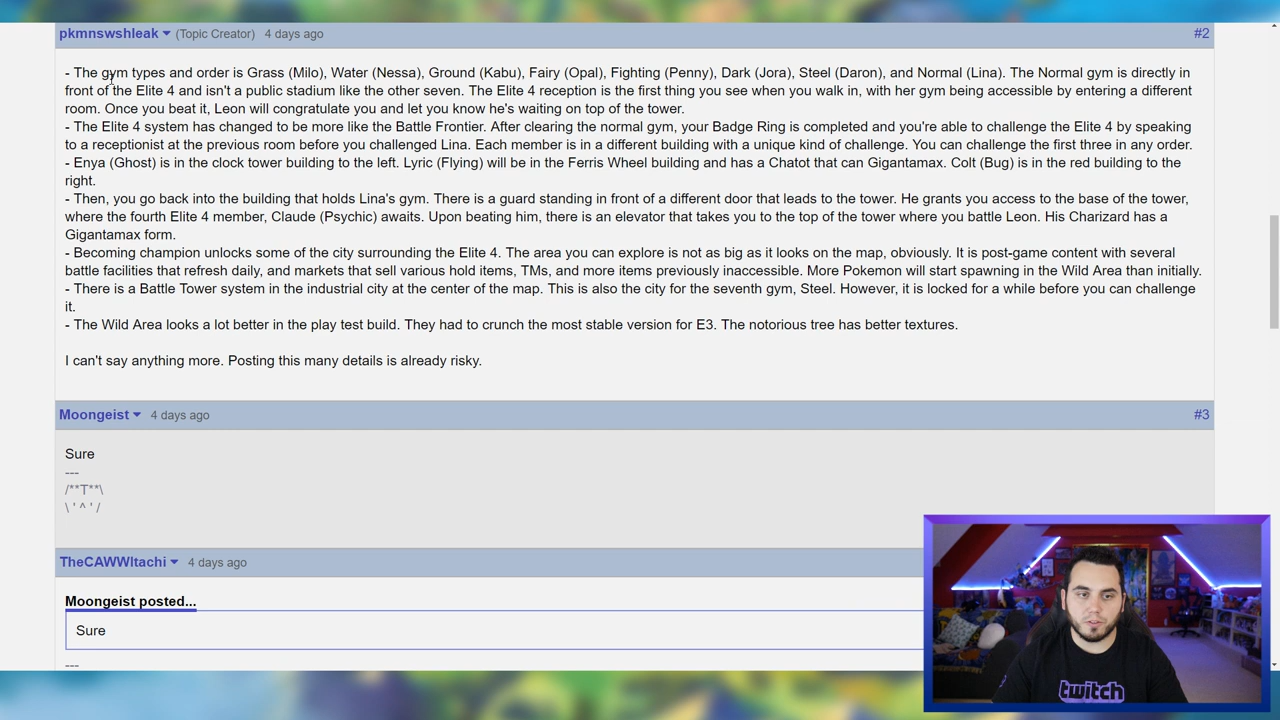 pkmnswshleak (Topic Creator) 4 days ago #2
- The gym types and order is Grass (Milo), Water (Nessa), Ground (Kabu), Fairy (Opal), Fighting (Penny), Dark (Jora), Steel (Daron), and Normal (Lina). The Normal gym is directly in
front of the Elite 4 and isn't a public stadium like the other seven. The Elite 4 reception is the first thing you see when you walk in, with her gym being accessible by entering a different
room. Once you beat it, Leon will congratulate you and let you know he's waiting on top of the tower.
- The Elite 4 system has changed to be more like the Battle Frontier. After clearing the normal gym, your Badge Ring is completed and you're able to challenge the Elite 4 by speaking
to a receptionist at the previous room before you challenged Lina. Each member is in a different building with a unique kind of challenge. You can challenge the first three in any order.
- Enya (Ghost) is in the clock tower building to the left. Lyric (Flying) will be in the Ferris Wheel building and has a Chatot that can Gigantamax. Colt (Bug) is in the red building to the
right.
- Then, you go back into the building that holds Lina's gym. There is a guard standing in front of a different door that leads to the tower. He grants you access to the base of the tower,
where the fourth Elite 4 member, Claude (Psychic) awaits. Upon beating him, there is an elevator that takes you to the top of the tower where you battle Leon. His Charizard has a
Gigantamax form.
- Becoming champion unlocks some of the city surrounding the Elite 4. The area you can explore is not as big as it looks on the map, obviously. It is post-game content with several
battle facilities that refresh daily, and markets that sell various hold items, TMs, and more items previously inaccessible. More Pokemon will start spawning in the Wild Area than initially.
- There is a Battle Tower system in the industrial city at the center of the map. This is also the city for the seventh gym, Steel. However, it is locked for a while before you can challenge
it.
- The Wild Area looks a lot better in the play test build. They had to crunch the most stable version for E3. The notorious tree has better textures.
I can't say anything more. Posting this many details is already risky.
Moongeist 4 days ago #3
Sure
---
/**T**\
\ ' ^ ' /
TheCAWWItachi 4 days ago
Moongeist posted...
Sure
---
twitch